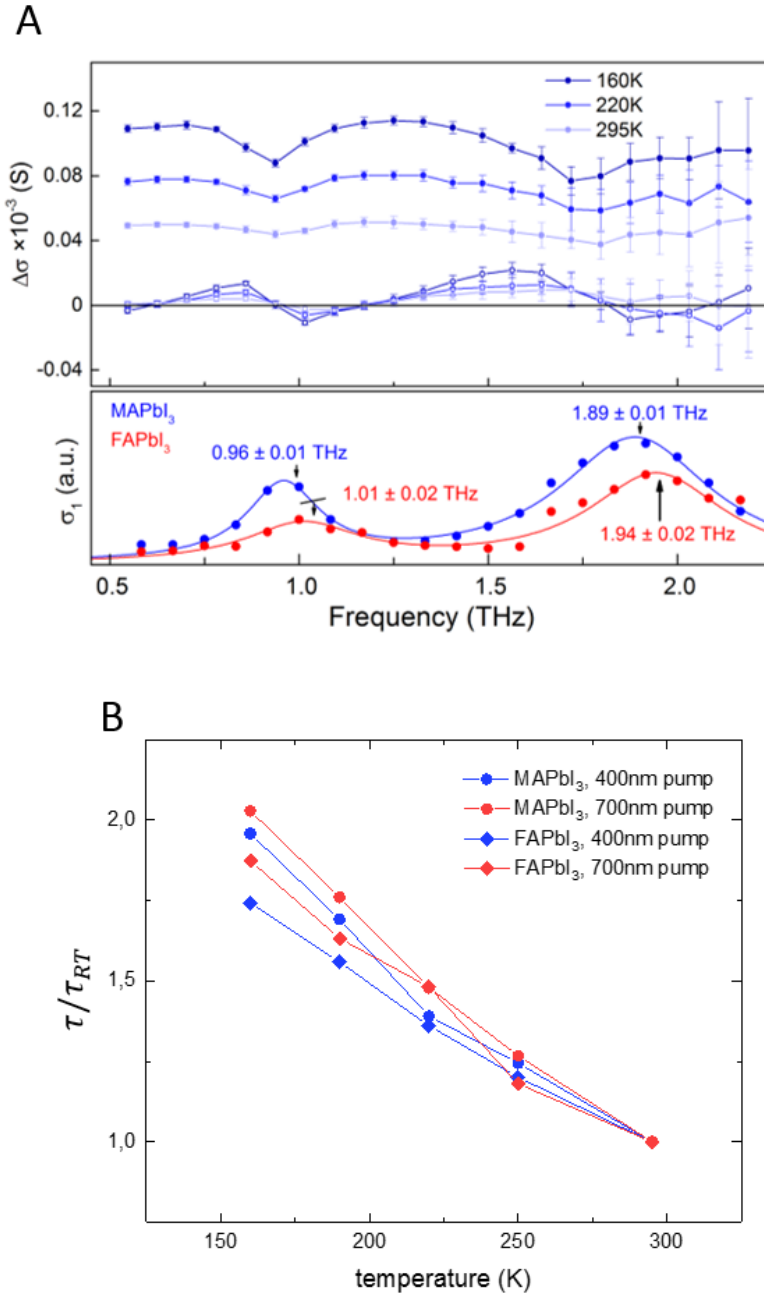 A
160K
220K
295K
0.12
0.08
0.04
0
-0.04
Δσ ×10⁻³ (S)
MAPbI₃
FAPbI₃
0.96 ± 0.01 THz
1.89 ± 0.01 THz
1.01 ± 0.02 THz
1.94 ± 0.02 THz
σ₁ (a.u.)
0.5 1.0 1.5 2.0
Frequency (THz)
B
MAPbI₃, 400nm pump
MAPbI₃, 700nm pump
FAPbI₃, 400nm pump
FAPbI₃, 700nm pump
2,0
1,5
1,0
τ/τ_RT
150 200 250 300
temperature (K)